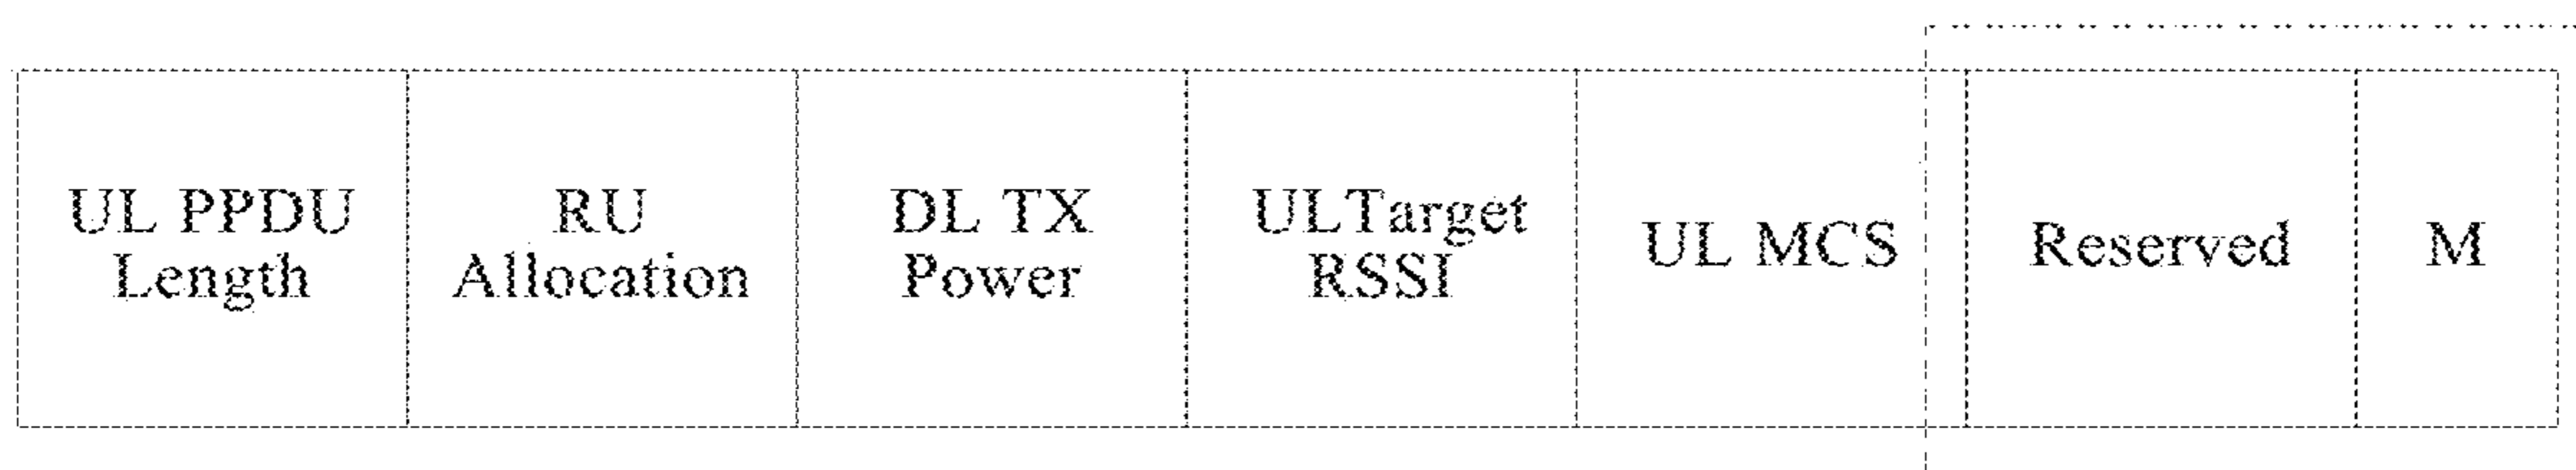 UL PPDU
Length
RU
Allocation
DL TX
Power
ULTarget
RSSI
UL MCS
Reserved
M